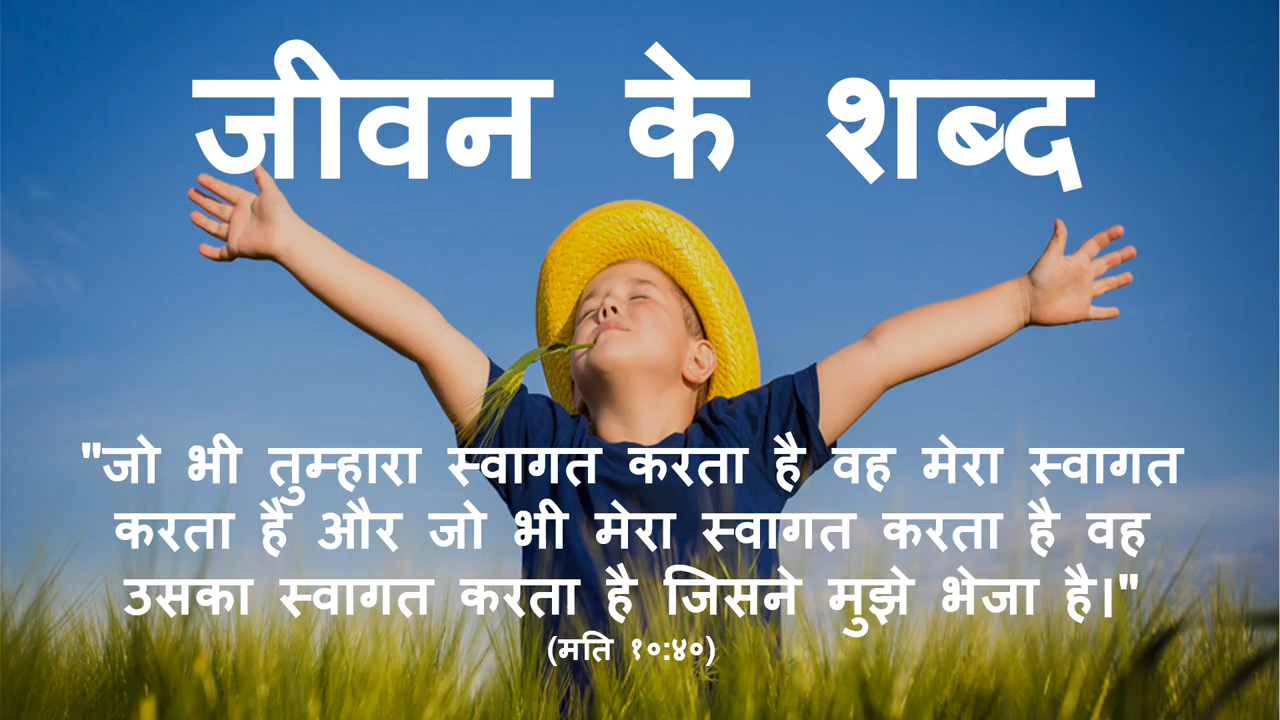 जीवन के शब्द
"जो भी तुम्हारा स्वागत करता है वह मेरा स्वागत
करता है और जो भी मेरा स्वागत करता है वह
उसका स्वागत करता है जिसने मुझे भेजा है।"
(मति १०:४०)